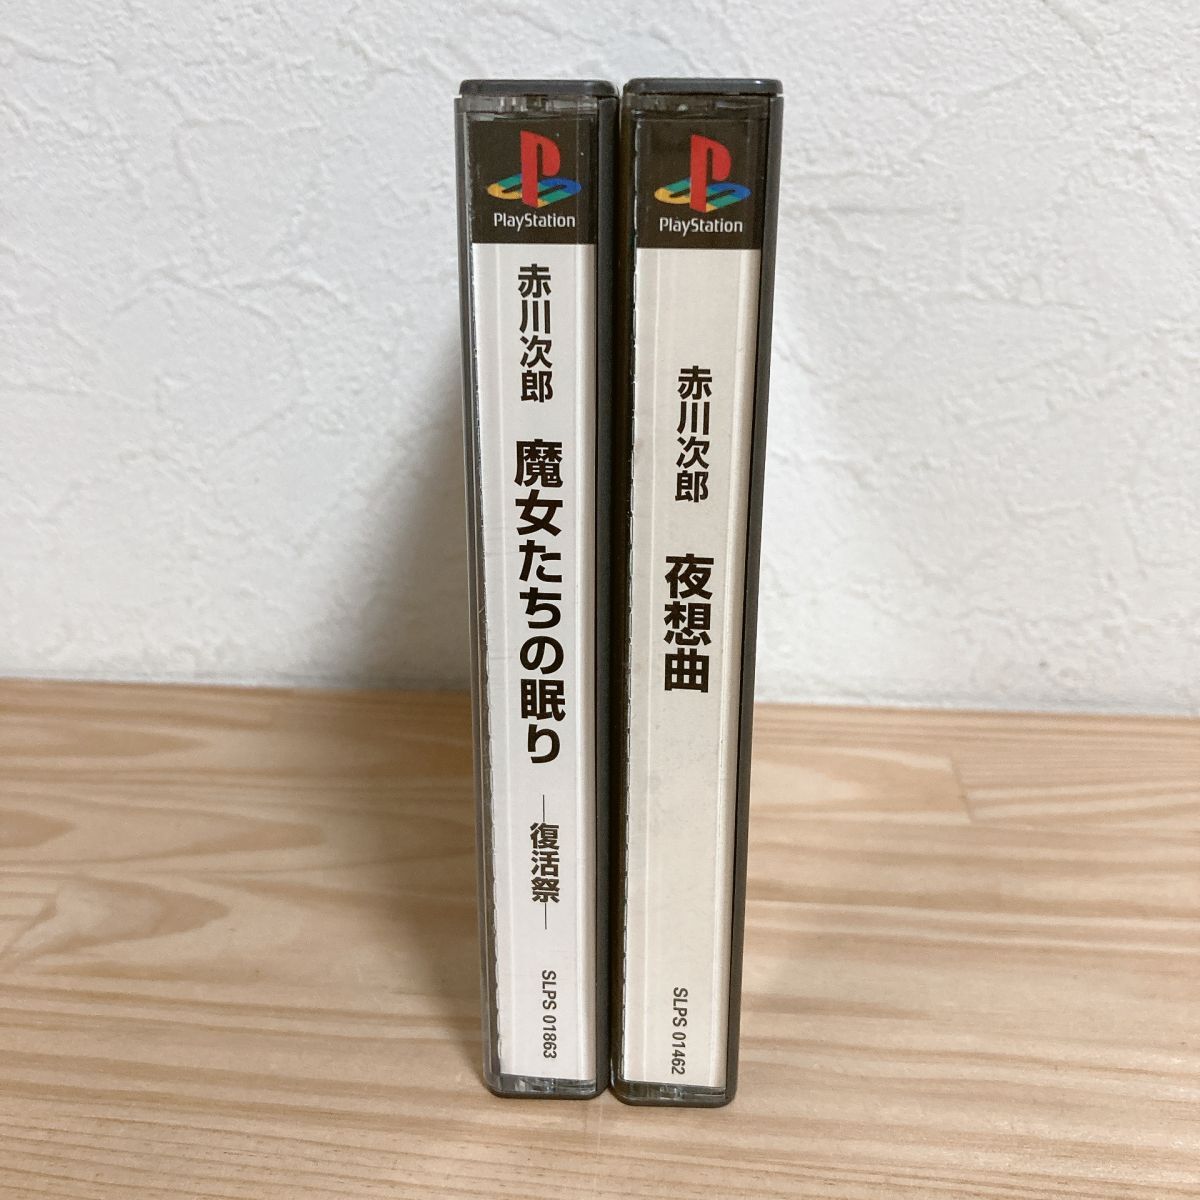 PlayStation
赤川次郎 魔女たちの眠り ―復活祭―
SLPS 01863
PlayStation
赤川次郎 夜想曲
SLPS 01462